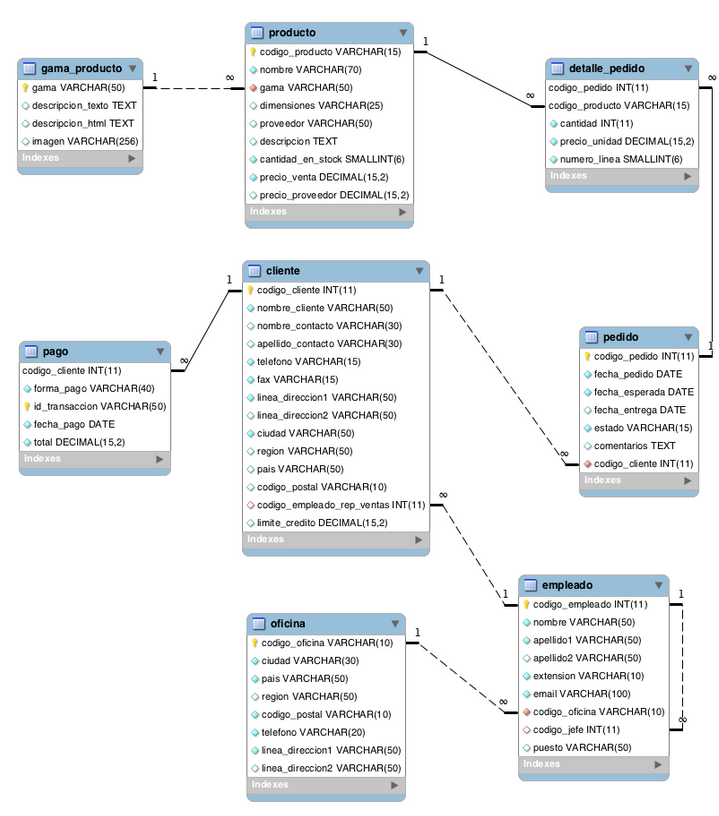 gama_producto
gama VARCHAR(50)
descripcion_texto TEXT
descripcion_html TEXT
imagen VARCHAR(256)
Indexes
1
∞
producto
codigo_producto VARCHAR(15)
nombre VARCHAR(70)
gama VARCHAR(50)
dimensiones VARCHAR(25)
proveedor VARCHAR(50)
descripcion TEXT
cantidad_en_stock SMALLINT(6)
precio_venta DECIMAL(15,2)
precio_proveedor DECIMAL(15,2)
Indexes
1
∞
detalle_pedido
codigo_pedido INT(11)
codigo_producto VARCHAR(15)
cantidad INT(11)
precio_unidad DECIMAL(15,2)
numero_linea SMALLINT(6)
Indexes
∞
1
pago
codigo_cliente INT(11)
forma_pago VARCHAR(40)
id_transaccion VARCHAR(50)
fecha_pago DATE
total DECIMAL(15,2)
Indexes
∞
1
cliente
codigo_cliente INT(11)
nombre_cliente VARCHAR(50)
nombre_contacto VARCHAR(30)
apellido_contacto VARCHAR(30)
telefono VARCHAR(15)
fax VARCHAR(15)
linea_direccion1 VARCHAR(50)
linea_direccion2 VARCHAR(50)
ciudad VARCHAR(50)
region VARCHAR(50)
pais VARCHAR(50)
codigo_postal VARCHAR(10)
codigo_empleado_rep_ventas INT(11)
limite_credito DECIMAL(15,2)
Indexes
1
∞
pedido
codigo_pedido INT(11)
fecha_pedido DATE
fecha_esperada DATE
fecha_entrega DATE
estado VARCHAR(15)
comentarios TEXT
codigo_cliente INT(11)
Indexes
∞
1
oficina
codigo_oficina VARCHAR(10)
ciudad VARCHAR(30)
pais VARCHAR(50)
region VARCHAR(50)
codigo_postal VARCHAR(10)
telefono VARCHAR(20)
linea_direccion1 VARCHAR(50)
linea_direccion2 VARCHAR(50)
Indexes
1
∞
empleado
codigo_empleado INT(11)
nombre VARCHAR(50)
apellido1 VARCHAR(50)
apellido2 VARCHAR(50)
extension VARCHAR(10)
email VARCHAR(100)
codigo_oficina VARCHAR(10)
codigo_jefe INT(11)
puesto VARCHAR(50)
Indexes
1
∞